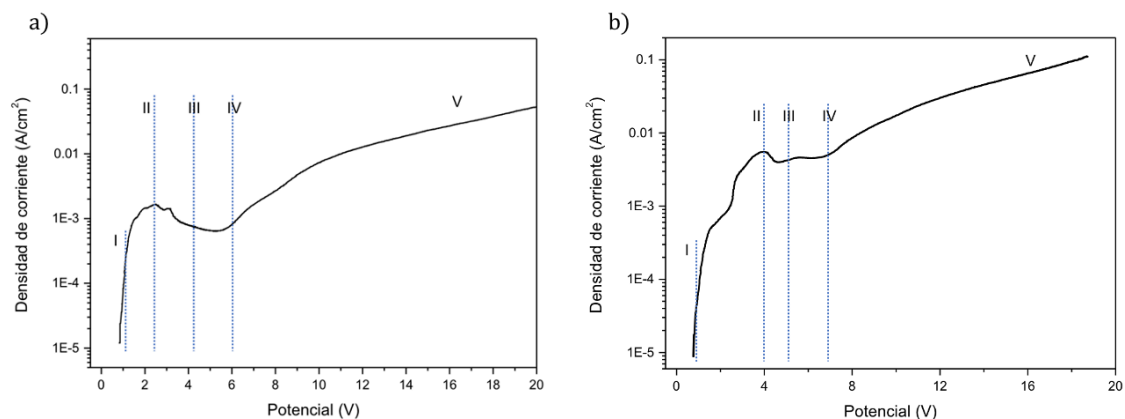 a)
Densidad de corriente (A/cm²)
0.1
0.01
1E-3
1E-4
1E-5
I
II
III
IV
V
0 2 4 6 8 10 12 14 16 18 20
Potencial (V)
b)
Densidad de corriente (A/cm²)
0.1
0.01
1E-3
1E-4
1E-5
I
II
III
IV
V
0 4 8 12 16 20
Potencial (V)